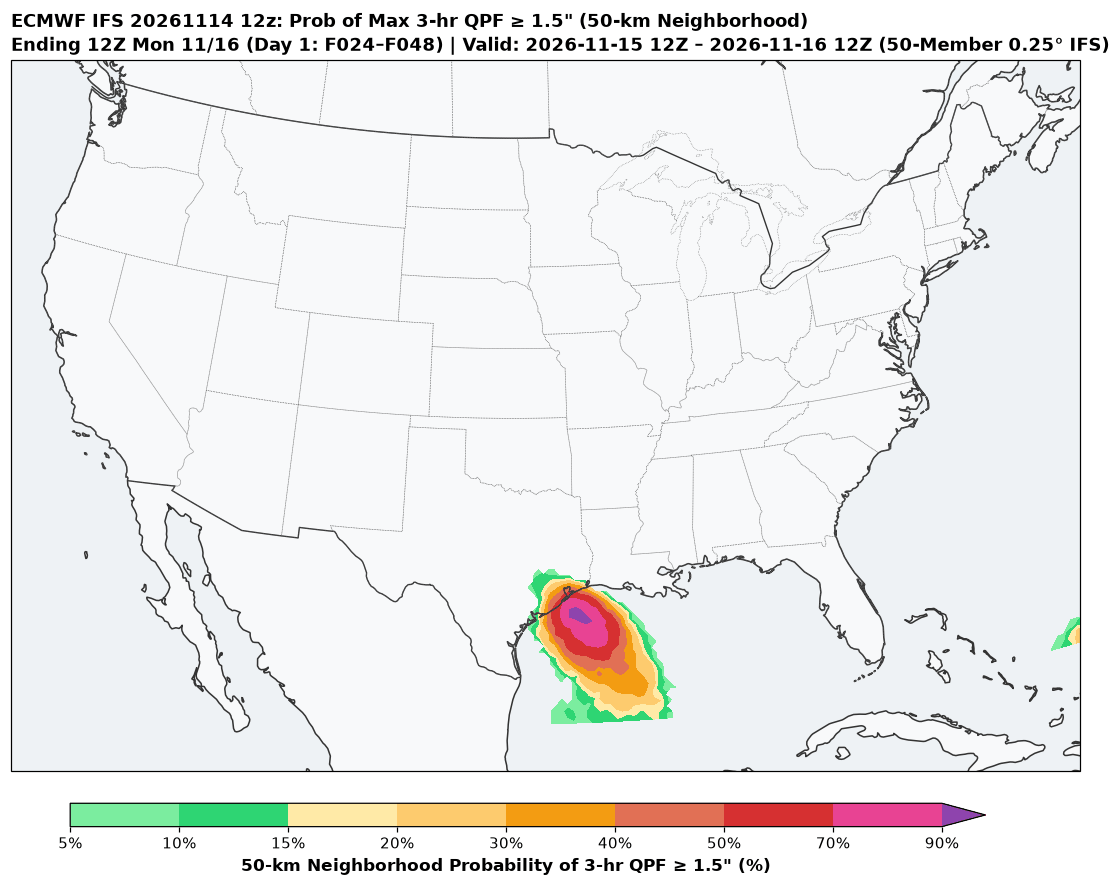 ECMWF IFS 20261114 12z: Prob of Max 3-hr QPF ≥ 1.5" (50-km Neighborhood)
Ending 12Z Mon 11/16 (Day 1: F024–F048) | Valid: 2026-11-15 12Z – 2026-11-16 12Z (50-Member 0.25° IFS)
5% 10% 15% 20% 30% 40% 50% 70% 90%
50-km Neighborhood Probability of 3-hr QPF ≥ 1.5" (%)